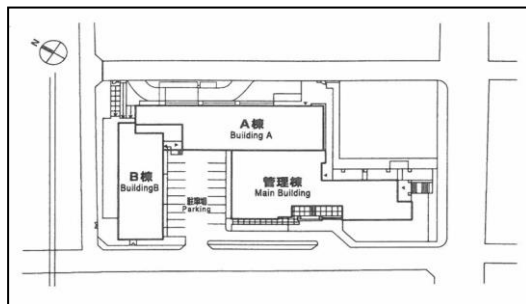 N
A棟
Building A
B棟
BuildingB
管理棟
Main Building
駐車場
Parking